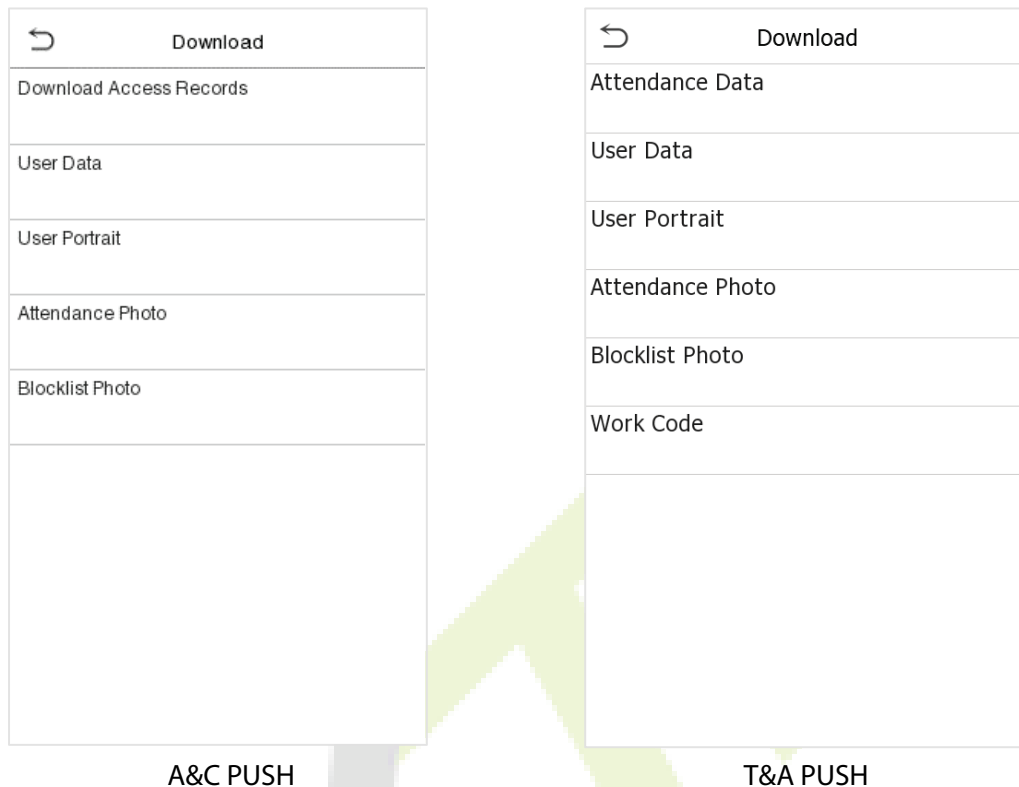 Download
Download Access Records
User Data
User Portrait
Attendance Photo
Blocklist Photo
A&C PUSH
Download
Attendance Data
User Data
User Portrait
Attendance Photo
Blocklist Photo
Work Code
T&A PUSH